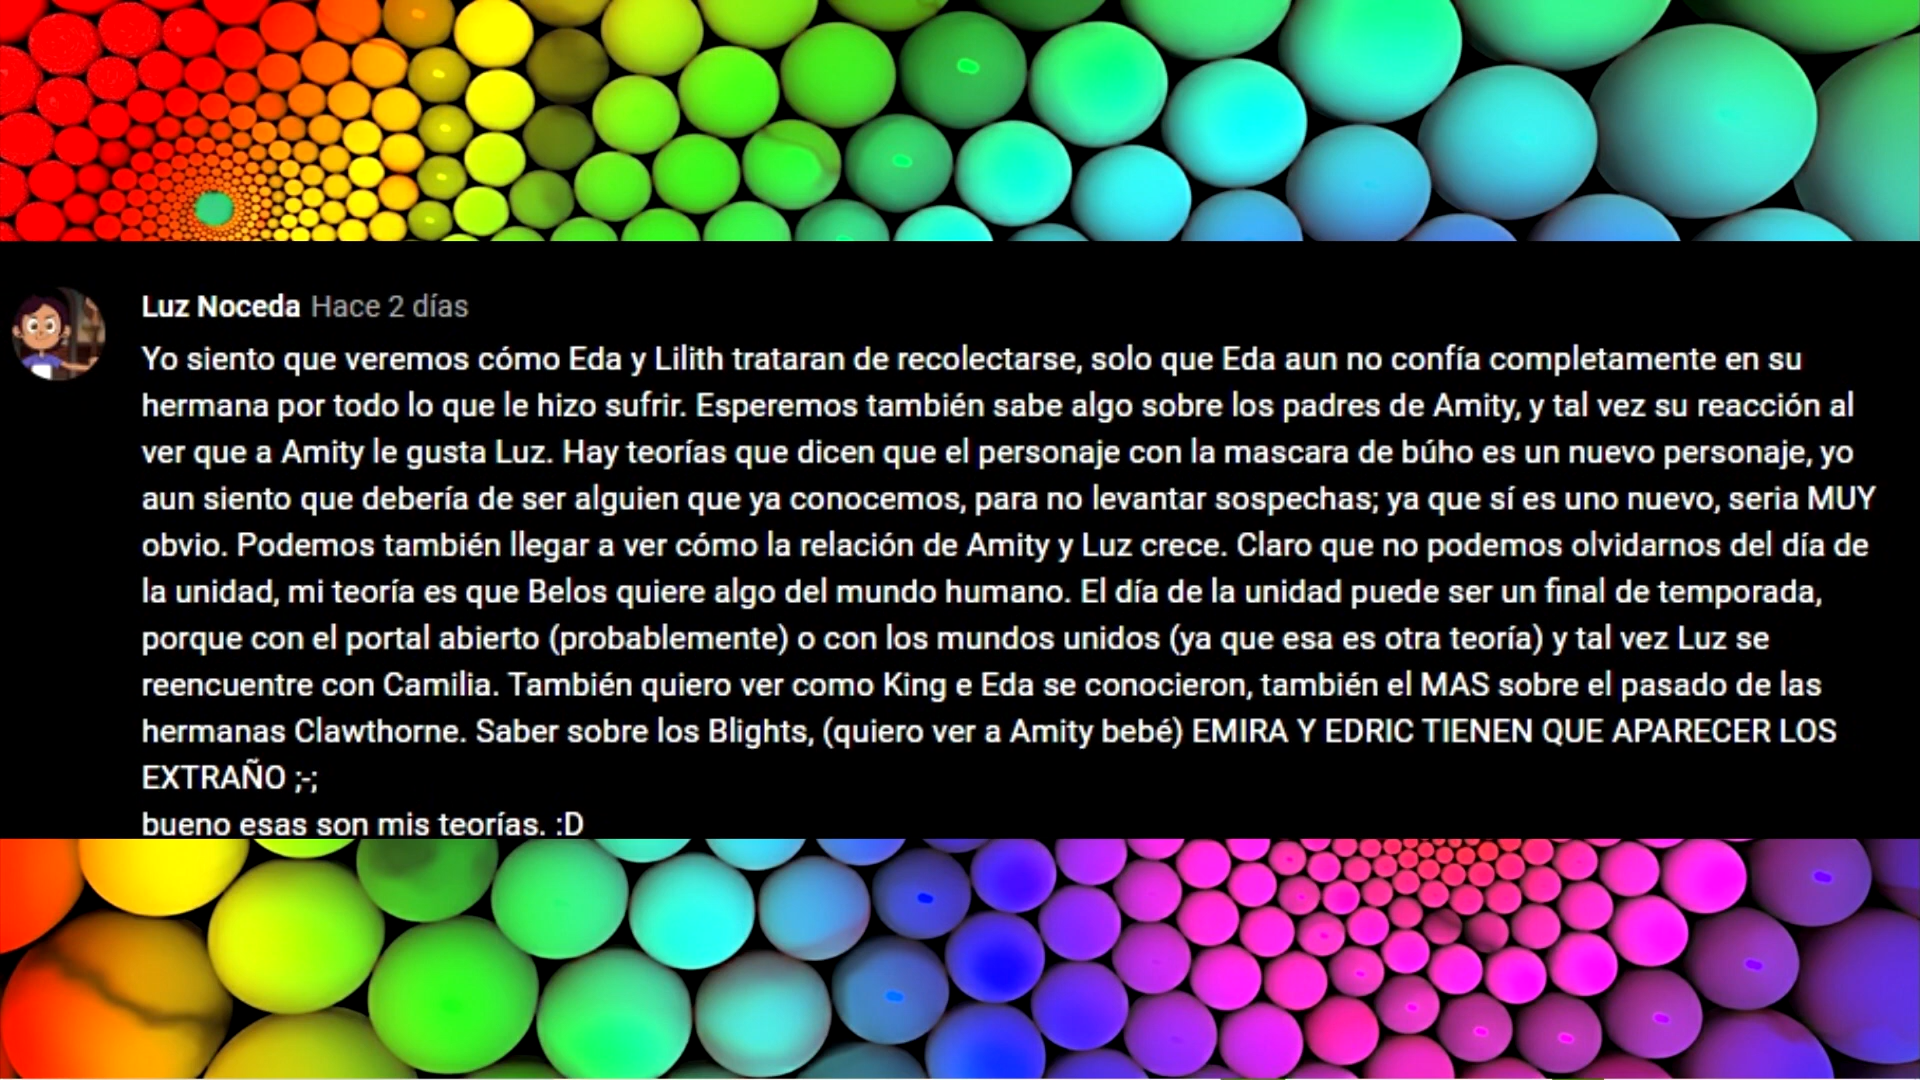 Luz Noceda Hace 2 días
Yo siento que veremos cómo Eda y Lilith trataran de recolectarse, solo que Eda aun no confía completamente en su
hermana por todo lo que le hizo sufrir. Esperemos también sabe algo sobre los padres de Amity, y tal vez su reacción al
ver que a Amity le gusta Luz. Hay teorías que dicen que el personaje con la mascara de búho es un nuevo personaje, yo
aun siento que debería de ser alguien que ya conocemos, para no levantar sospechas; ya que sí es uno nuevo, seria MUY
obvio. Podemos también llegar a ver cómo la relación de Amity y Luz crece. Claro que no podemos olvidarnos del día de
la unidad, mi teoría es que Belos quiere algo del mundo humano. El día de la unidad puede ser un final de temporada,
porque con el portal abierto (probablemente) o con los mundos unidos (ya que esa es otra teoría) y tal vez Luz se
reencuentre con Camilia. También quiero ver como King e Eda se conocieron, también el MAS sobre el pasado de las
hermanas Clawthorne. Saber sobre los Blights, (quiero ver a Amity bebé) EMIRA Y EDRIC TIENEN QUE APARECER LOS
EXTRAÑO ;-;
bueno esas son mis teorías. :D